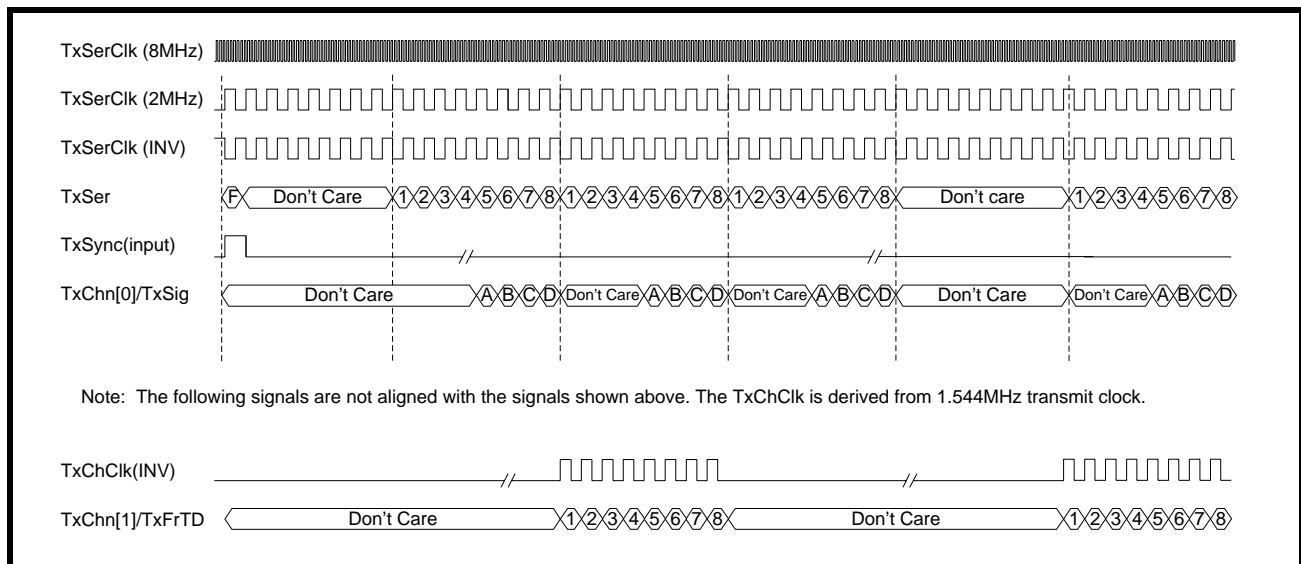 TxSerClk (8MHz)
TxSerClk (2MHz)
TxSerClk (INV)
TxSer F Don't Care 1 2 3 4 5 6 7 8 1 2 3 4 5 6 7 8 1 2 3 4 5 6 7 8 Don't care 1 2 3 4 5 6 7 8
TxSync(input)
TxChn[0]/TxSig Don't Care A B C D Don't Care A B C D Don't Care A B C D Don't Care Don't Care A B C D
Note: The following signals are not aligned with the signals shown above. The TxChClk is derived from 1.544MHz transmit clock.
TxChClk(INV)
TxChn[1]/TxFrTD Don't Care 1 2 3 4 5 6 7 8 Don't Care 1 2 3 4 5 6 7 8